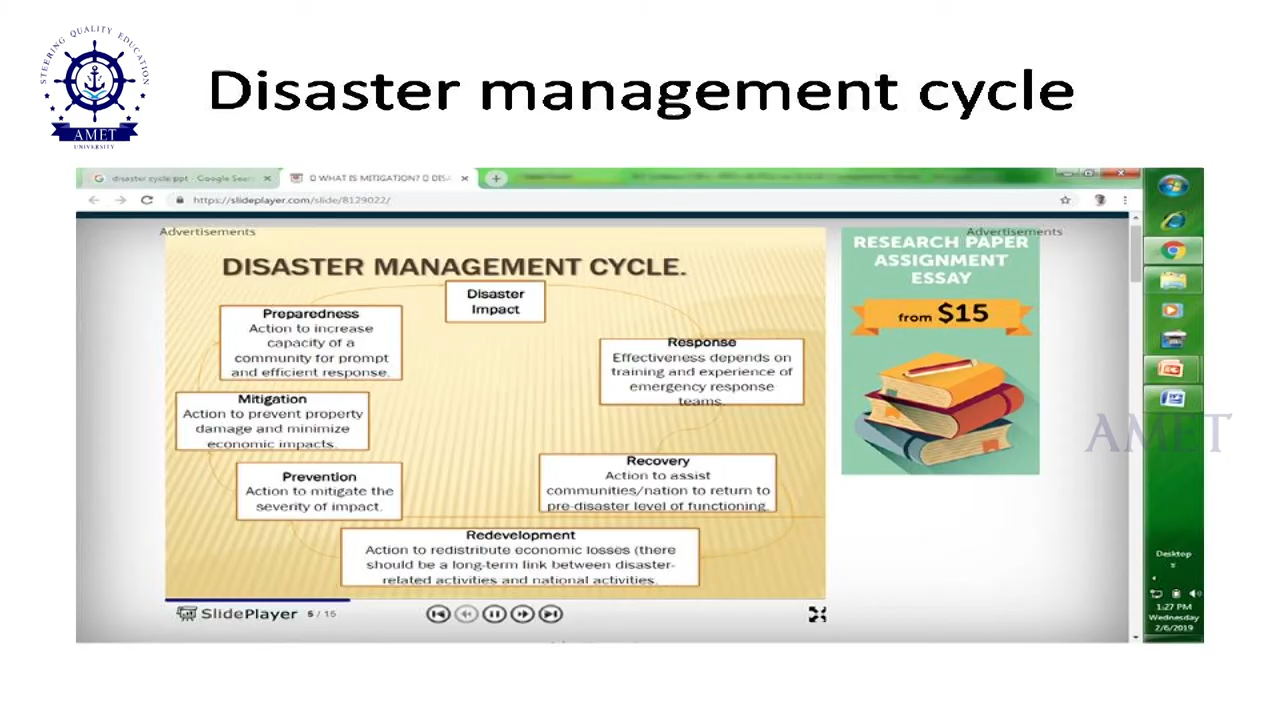 STEERING QUALITY EDUCATION
AMET
UNIVERSITY
Disaster management cycle
disaster cycle.ppt - Google Sear
WHAT IS MITIGATION? DISA
https://slideplayer.com/slide/8129022/
Advertisements
Advertisements
DISASTER MANAGEMENT CYCLE.
Disaster
Impact
Preparedness
Action to increase
capacity of a
community for prompt
and efficient response.
Response
Effectiveness depends on
training and experience of
emergency response
teams.
Mitigation
Action to prevent property
damage and minimize
economic impacts.
Recovery
Action to assist
communities/nation to return to
pre-disaster level of functioning.
Prevention
Action to mitigate the
severity of impact.
Redevelopment
Action to redistribute economic losses (there
should be a long-term link between disaster-
related activities and national activities.
SlidePlayer 5 / 15
RESEARCH PAPER
ASSIGNMENT
ESSAY
from $15
AMET
Desktop
1:27 PM
Wednesday
2/6/2019